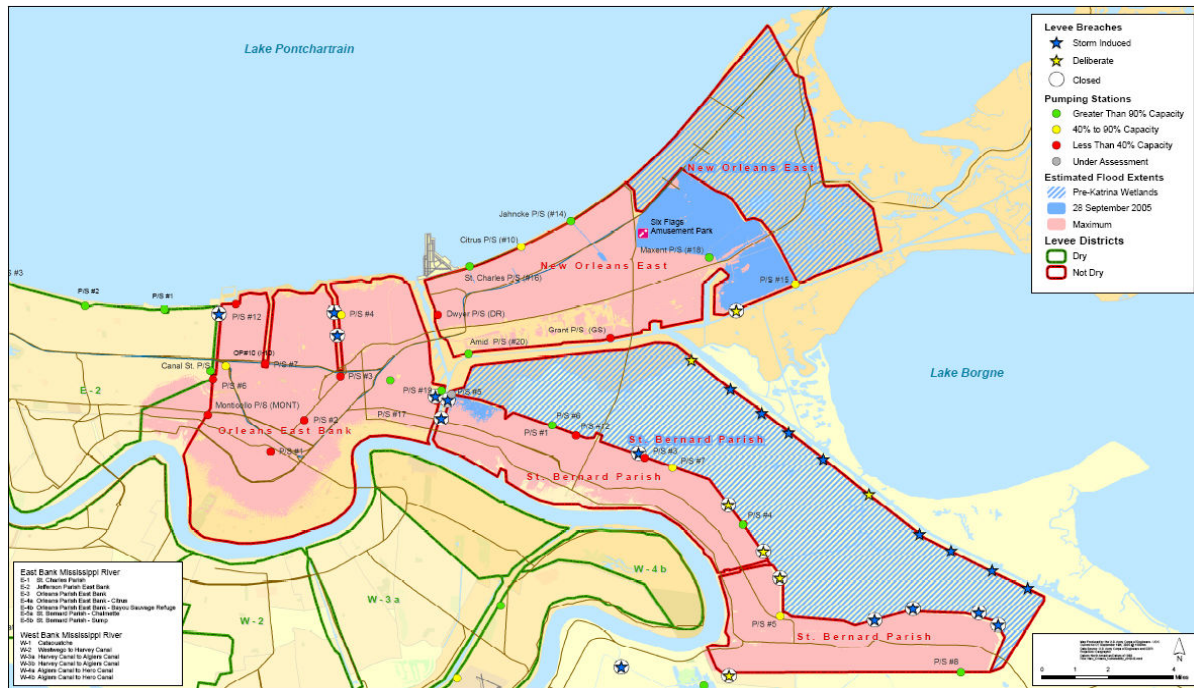 Lake Pontchartrain
Lake Borgne
Levee Breaches
Storm Induced
Deliberate
Closed
Pumping Stations
Greater Than 90% Capacity
40% to 90% Capacity
Less Than 40% Capacity
Under Assessment
Estimated Flood Extents
Pre-Katrina Wetlands
28 September 2005
Maximum
Levee Districts
Dry
Not Dry
New Orleans East
Jahncke P/S (#14)
Six Flags
Amusement Park
Citrus P/S (#10)
Maxent P/S (#18)
St. Charles P/S (#16)
New Orleans East
P/S #15
P/S #3
P/S #2
P/S #1
P/S #12
P/S #4
Dwyer P/S (DR)
Grant P/S (GS)
Amid P/S (#20)
Canal St. P/S
P/S #7
P/S #6
P/S #3
E-2
P/S #19
P/S #5
Monticello P/S (MONT)
P/S #2
P/S #17
Orleans East Bank
P/S #1
P/S #6
P/S #1
St. Bernard Parish
P/S #3
P/S #7
St. Bernard Parish
P/S #4
W-4b
W-3a
W-2
P/S #5
St. Bernard Parish
P/S #8
East Bank Mississippi River
E-1 St. Charles Parish
E-2 Jefferson Parish East Bank
E-3 Orleans Parish East Bank
E-4a Orleans Parish East Bank - Citrus
E-4b Orleans Parish East Bank - Bayou Sauvage Refuge
E-5a St. Bernard Parish - Chalmette
E-5b St. Bernard Parish - Sump
West Bank Mississippi River
W-1 Cataouatche
W-2 Westwego to Harvey Canal
W-3a Harvey Canal to Algiers Canal
W-3b Harvey Canal to Algiers Canal
W-4a Algiers Canal to Hero Canal
W-4b Algiers Canal to Hero Canal
0 1 2 4
Miles